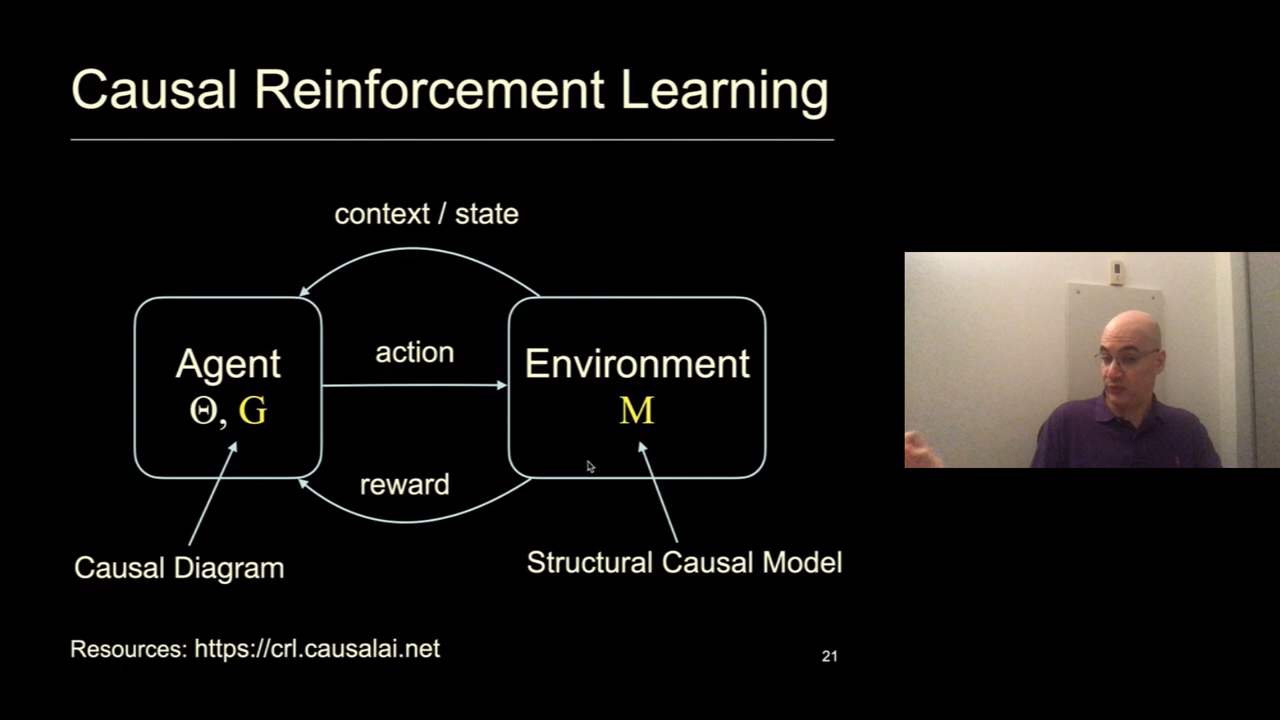 Causal Reinforcement Learning
context / state
Agent
Θ, G
action
Environment
M
reward
Causal Diagram
Structural Causal Model
Resources: https://crl.causalai.net
21